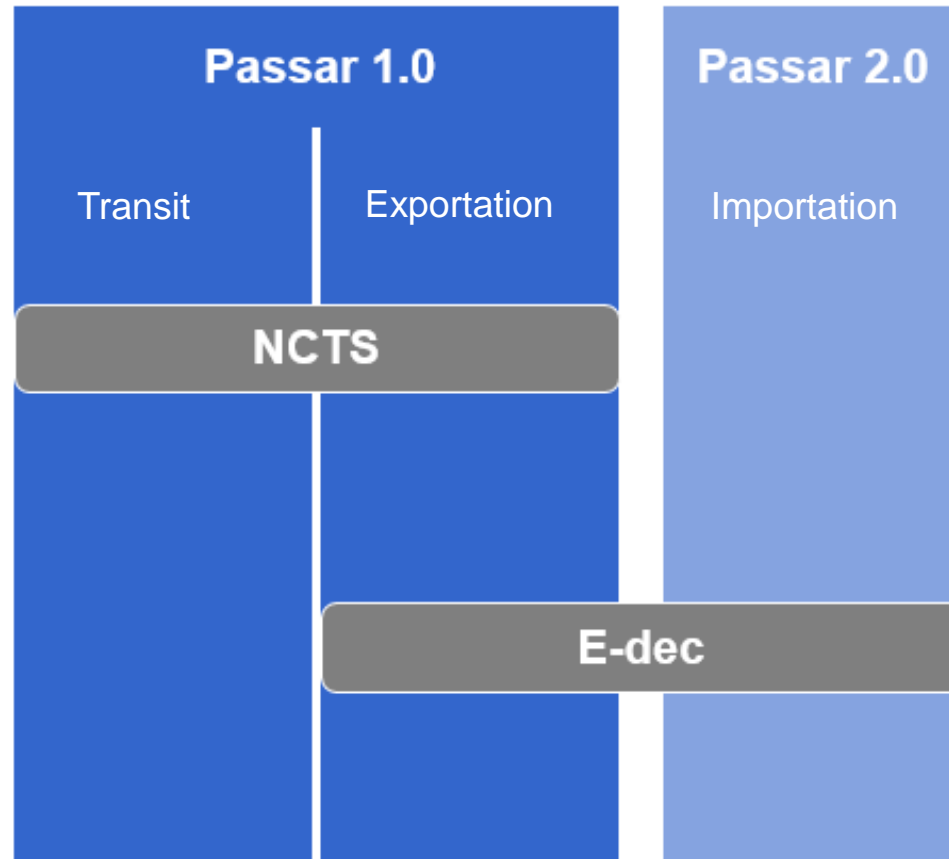 Passar 1.0
Passar 2.0
Transit
Exportation
Importation
NCTS
E-dec